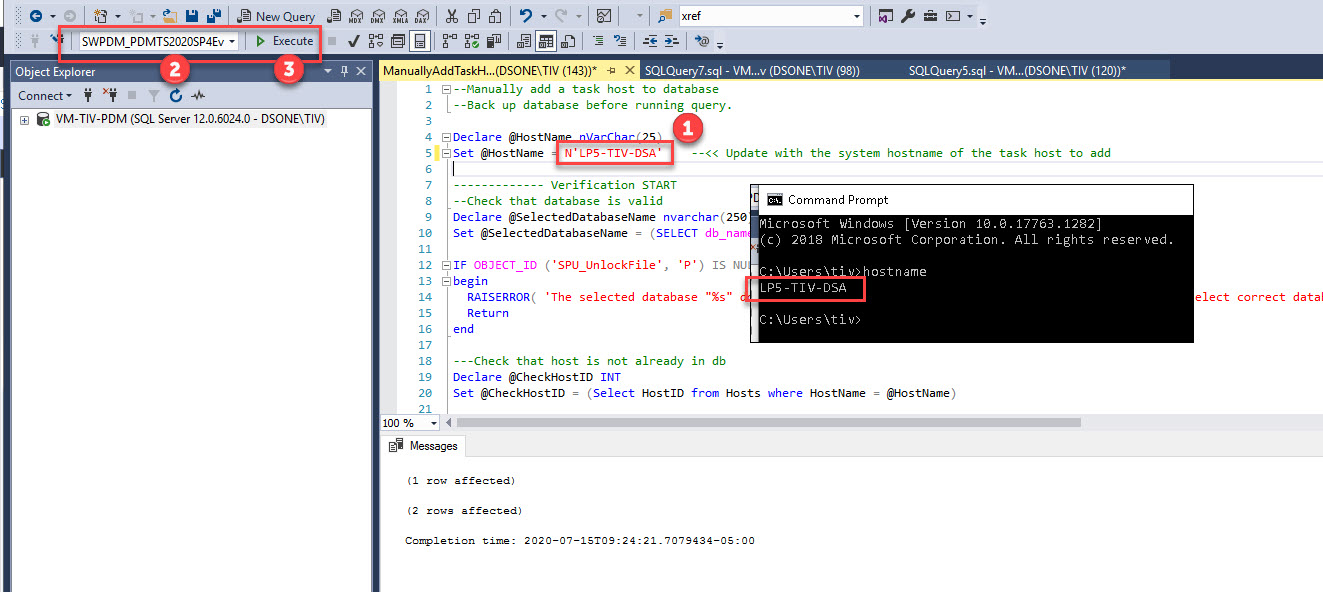 New Query
MDX DMX XMLA DAX
xref
SWPDM_PDMTS2020SP4Ev
Execute
2
3
Object Explorer
Connect
VM-TIV-PDM (SQL Server 12.0.6024.0 - DSONE\TIV)
ManuallyAddTaskH...(DSONE\TIV (143))*
SQLQuery7.sql - VM...v (DSONE\TIV (98))
SQLQuery5.sql - VM...(DSONE\TIV (120))*
1 --Manually add a task host to database
2 --Back up database before running query.
3
1
4 Declare @HostName nVarChar(25)
5 Set @HostName = N'LP5-TIV-DSA' --<< Update with the system hostname of the task host to add
6
7 ------------- Verification START
8 --Check that database is valid
9 Declare @SelectedDatabaseName nvarchar(250
10 Set @SelectedDatabaseName = (SELECT db_name
11
12 IF OBJECT_ID ('SPU_UnlockFile', 'P') IS NU
13 begin
14 RAISERROR( 'The selected database "%s" d elect correct datab
15 Return
16 end
17
18 ---Check that host is not already in db
19 Declare @CheckHostID INT
20 Set @CheckHostID = (Select HostID from Hosts where HostName = @HostName)
21
Command Prompt
Microsoft Windows [Version 10.0.17763.1282]
(c) 2018 Microsoft Corporation. All rights reserved.
C:\Users\tiv>hostname
LP5-TIV-DSA
C:\Users\tiv>
100 %
Messages
(1 row affected)
(2 rows affected)
Completion time: 2020-07-15T09:24:21.7079434-05:00